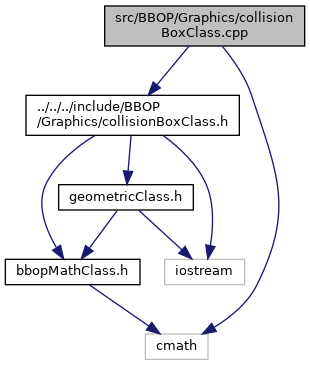 src/BBOP/Graphics/collision
BoxClass.cpp
../../../include/BBOP
/Graphics/collisionBoxClass.h
geometricClass.h
bbopMathClass.h
iostream
cmath